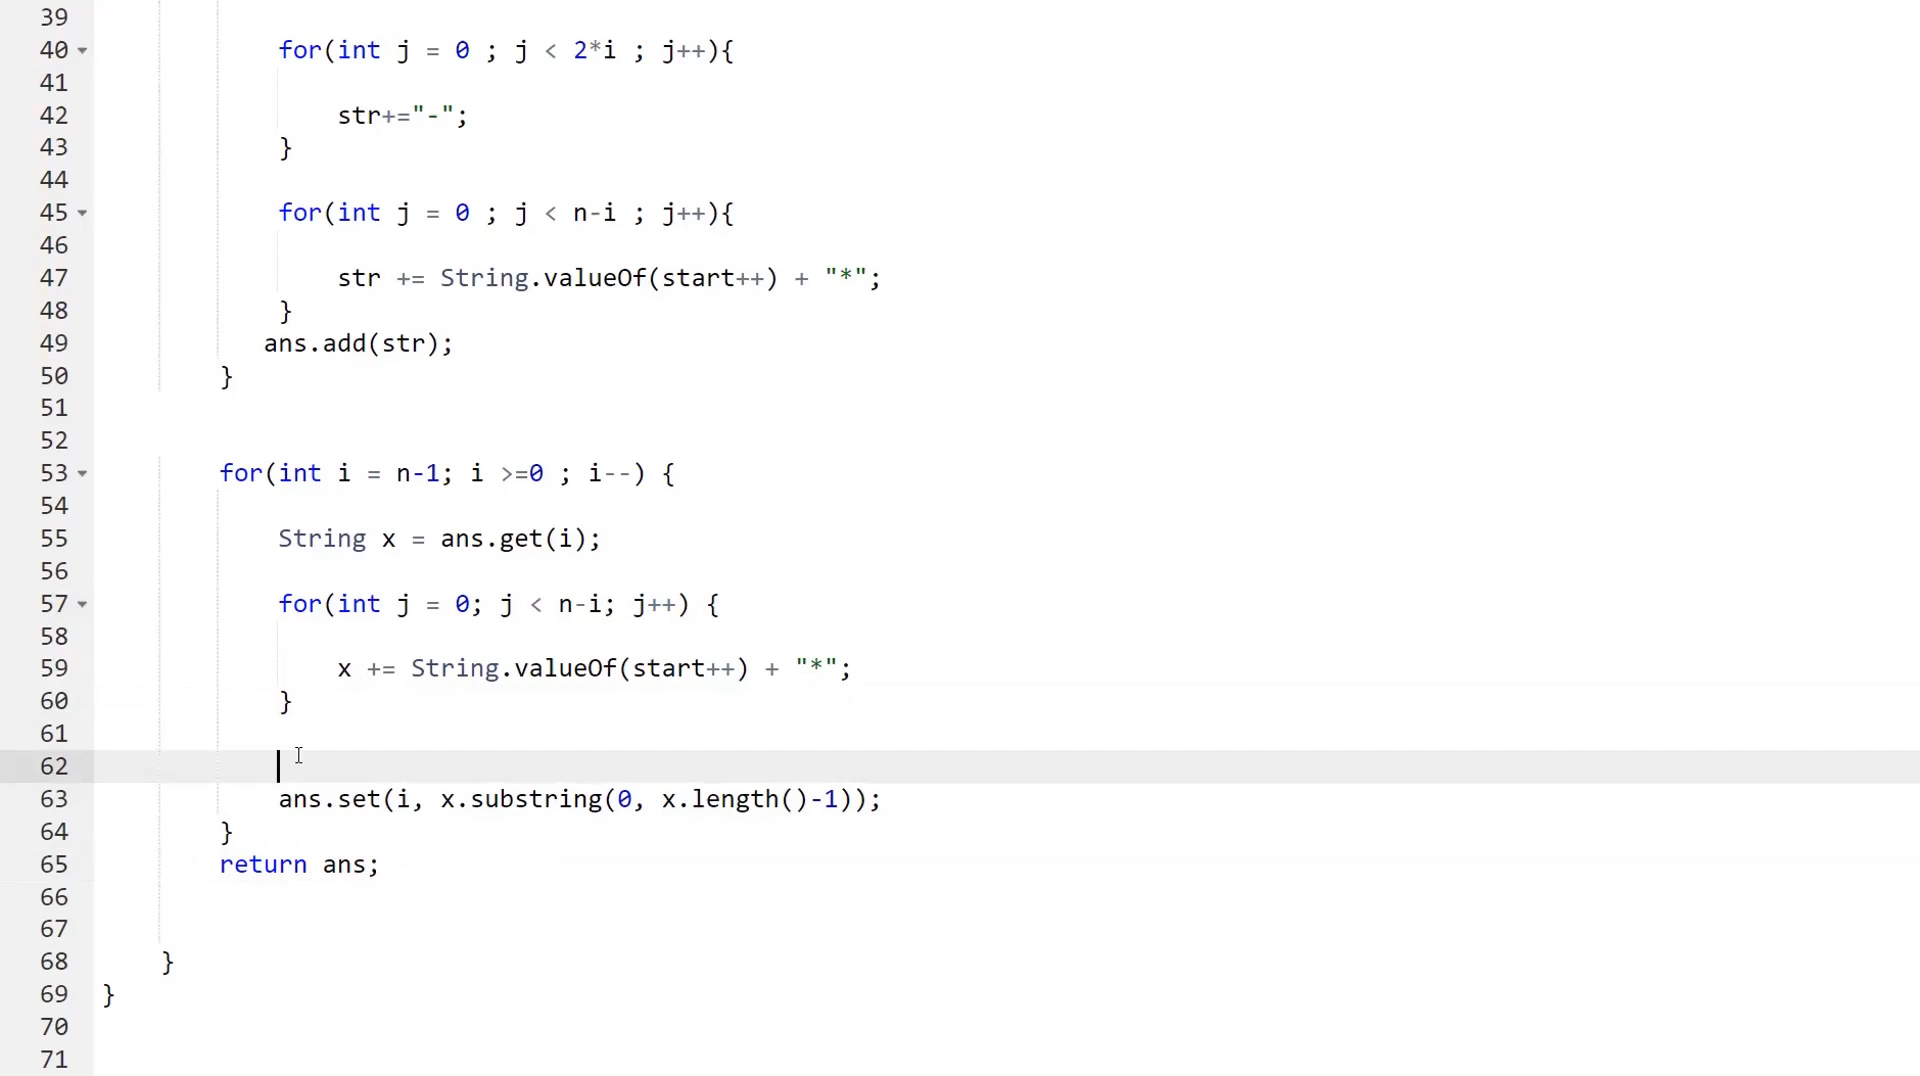 39
40 for(int j = 0 ; j < 2*i ; j++){
41
42 str+="-";
43 }
44
45 for(int j = 0 ; j < n-i ; j++){
46
47 str += String.valueOf(start++) + "*";
48 }
49 ans.add(str);
50 }
51
52
53 for(int i = n-1; i >=0 ; i--) {
54
55 String x = ans.get(i);
56
57 for(int j = 0; j < n-i; j++) {
58
59 x += String.valueOf(start++) + "*";
60 }
61
62
63 ans.set(i, x.substring(0, x.length()-1));
64 }
65 return ans;
66
67
68 }
69 }
70
71